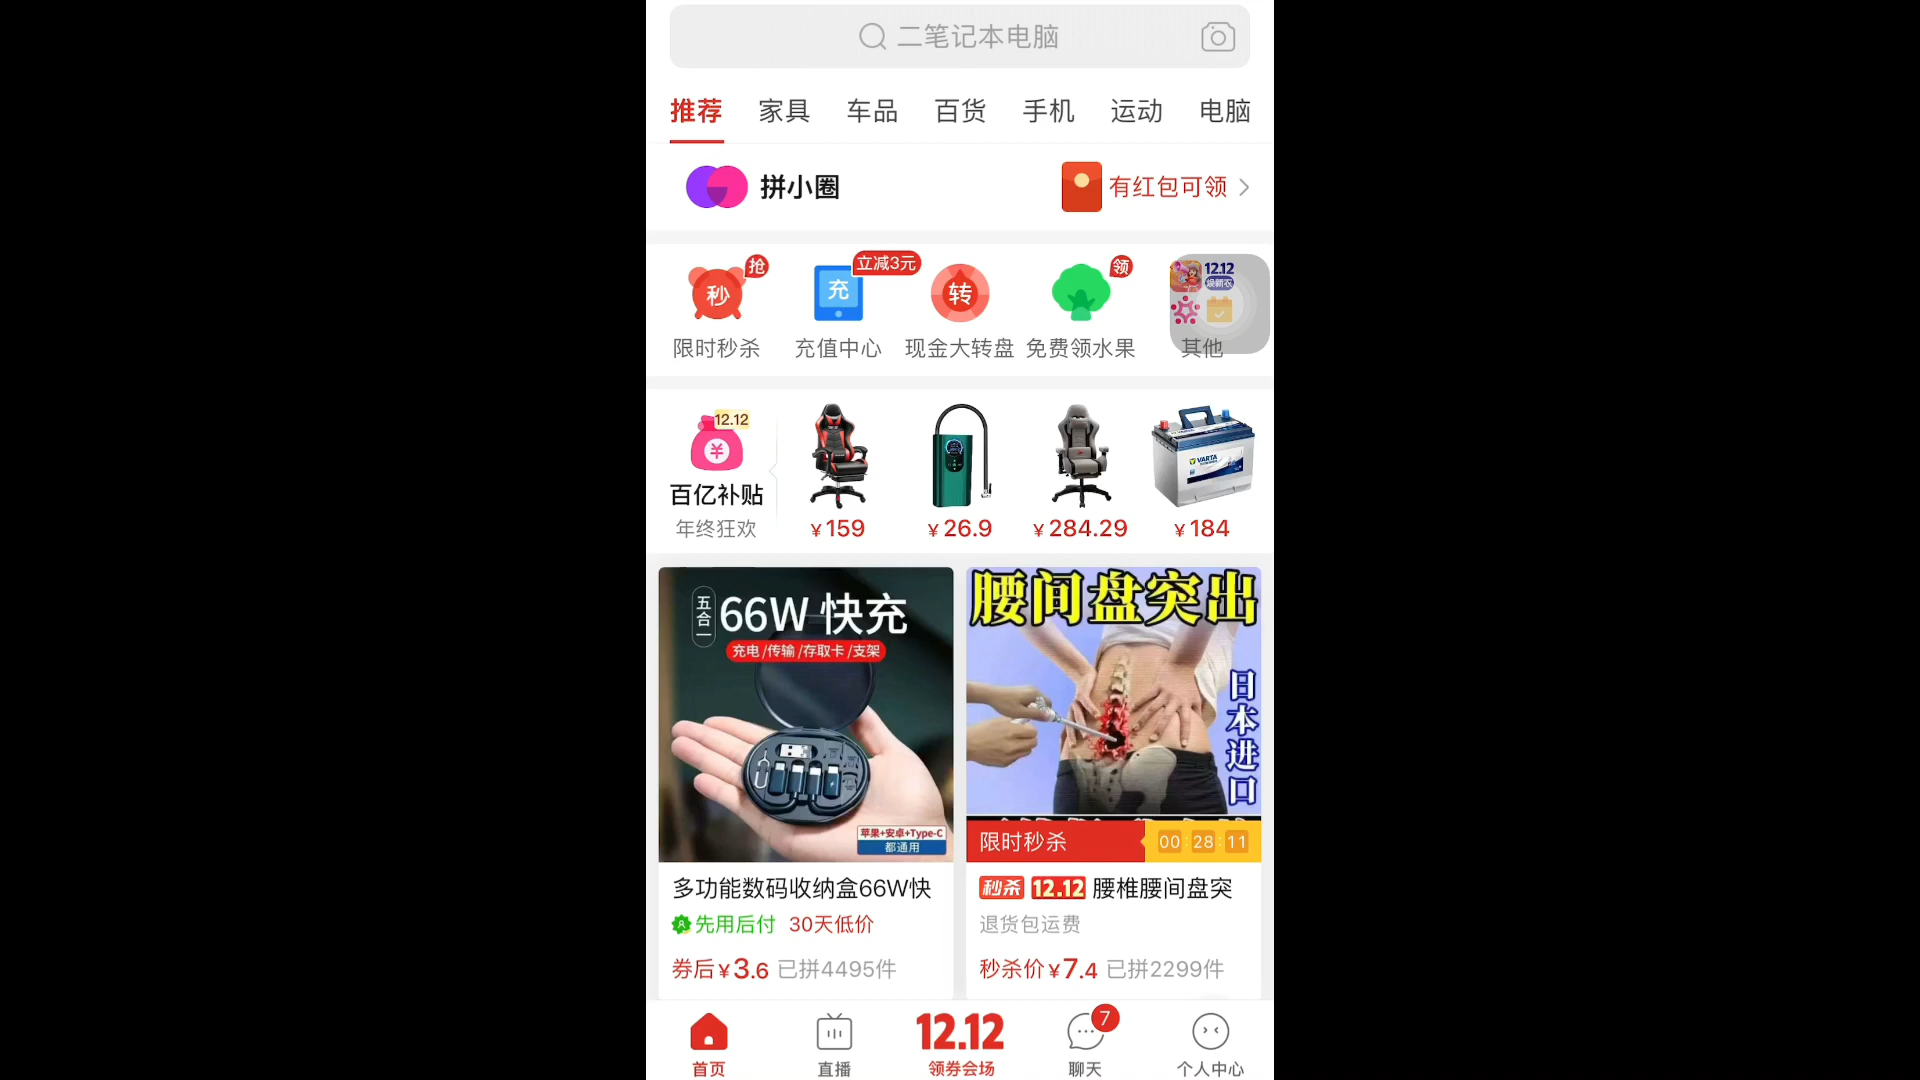 二笔记本电脑
推荐 家具 车品 百货 手机 运动 电脑
拼小圈 有红包可领
抢 立减3元 领 12.12
焕新衣
秒 充 转
限时秒杀 充值中心 现金大转盘 免费领水果 其他
12.12
¥
VARTA
百亿补贴
年终狂欢 ¥159 ¥26.9 ¥284.29 ¥184
五合一
66W 快充
充电/传输/存取卡/支架
苹果+安卓+Type-C
都通用
腰间盘突出
日本进口
限时秒杀 00:28:11
多功能数码收纳盒66W快
先用后付 30天低价
券后¥3.6 已拼4495件
秒杀 12.12 腰椎腰间盘突
退货包运费
秒杀价¥7.4 已拼2299件
12.12 7
首页 直播 领券会场 聊天 个人中心